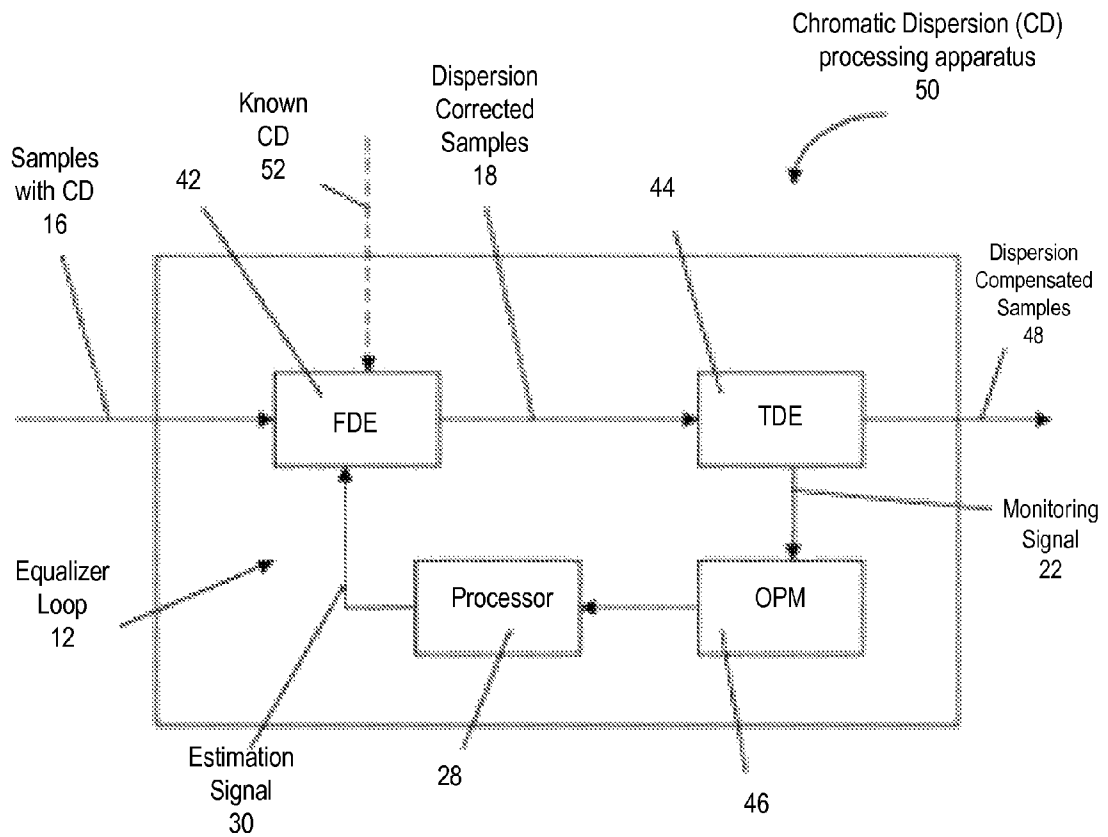 Chromatic Dispersion (CD)
processing apparatus
50
Dispersion
Corrected
Samples
18
Known
CD
52
Samples
with CD
16
42
44
Dispersion
Compensated
Samples
48
FDE
TDE
Monitoring
Signal
22
Equalizer
Loop
12
Processor
OPM
Estimation
Signal
30
28
46